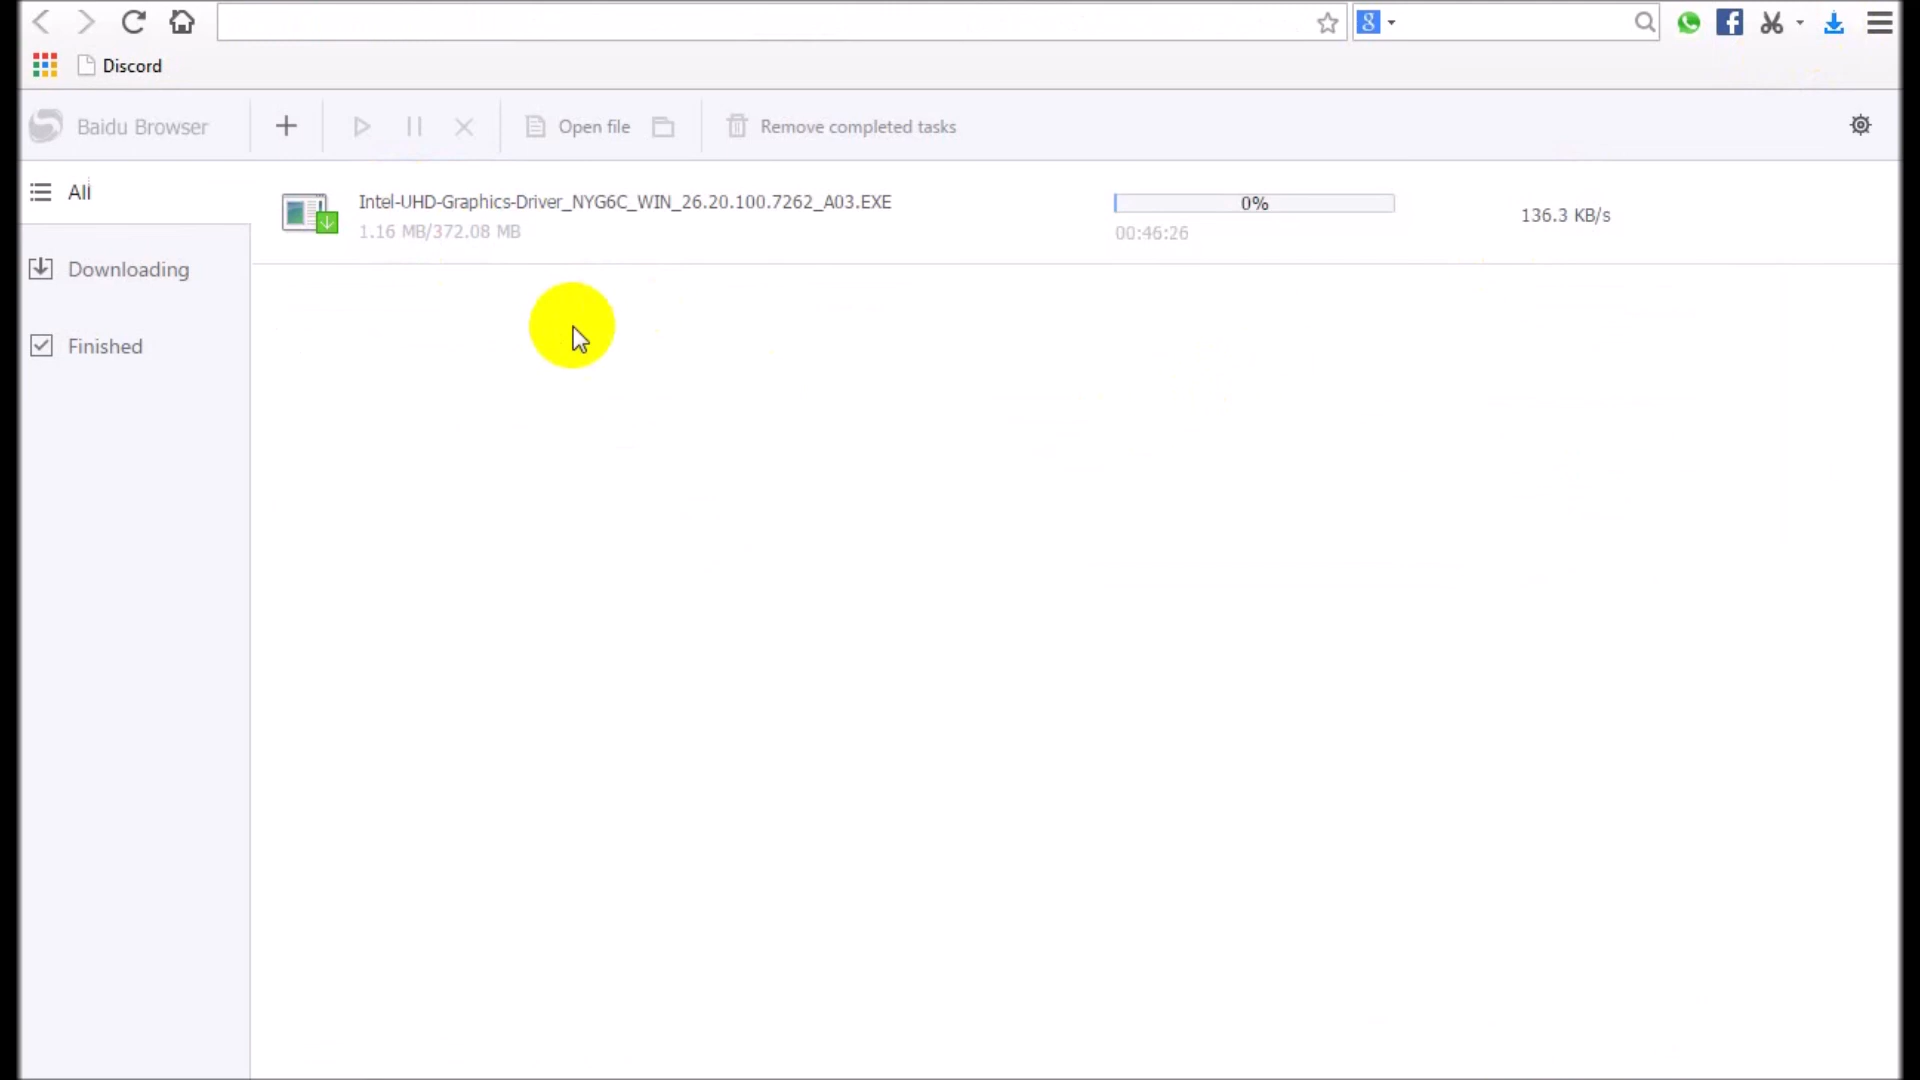 8
Discord
Baidu Browser
Open file
Remove completed tasks
All
Intel-UHD-Graphics-Driver_NYG6C_WIN_26.20.100.7262_A03.EXE
0%
136.3 KB/s
1.16 MB/372.08 MB
00:46:26
Downloading
Finished